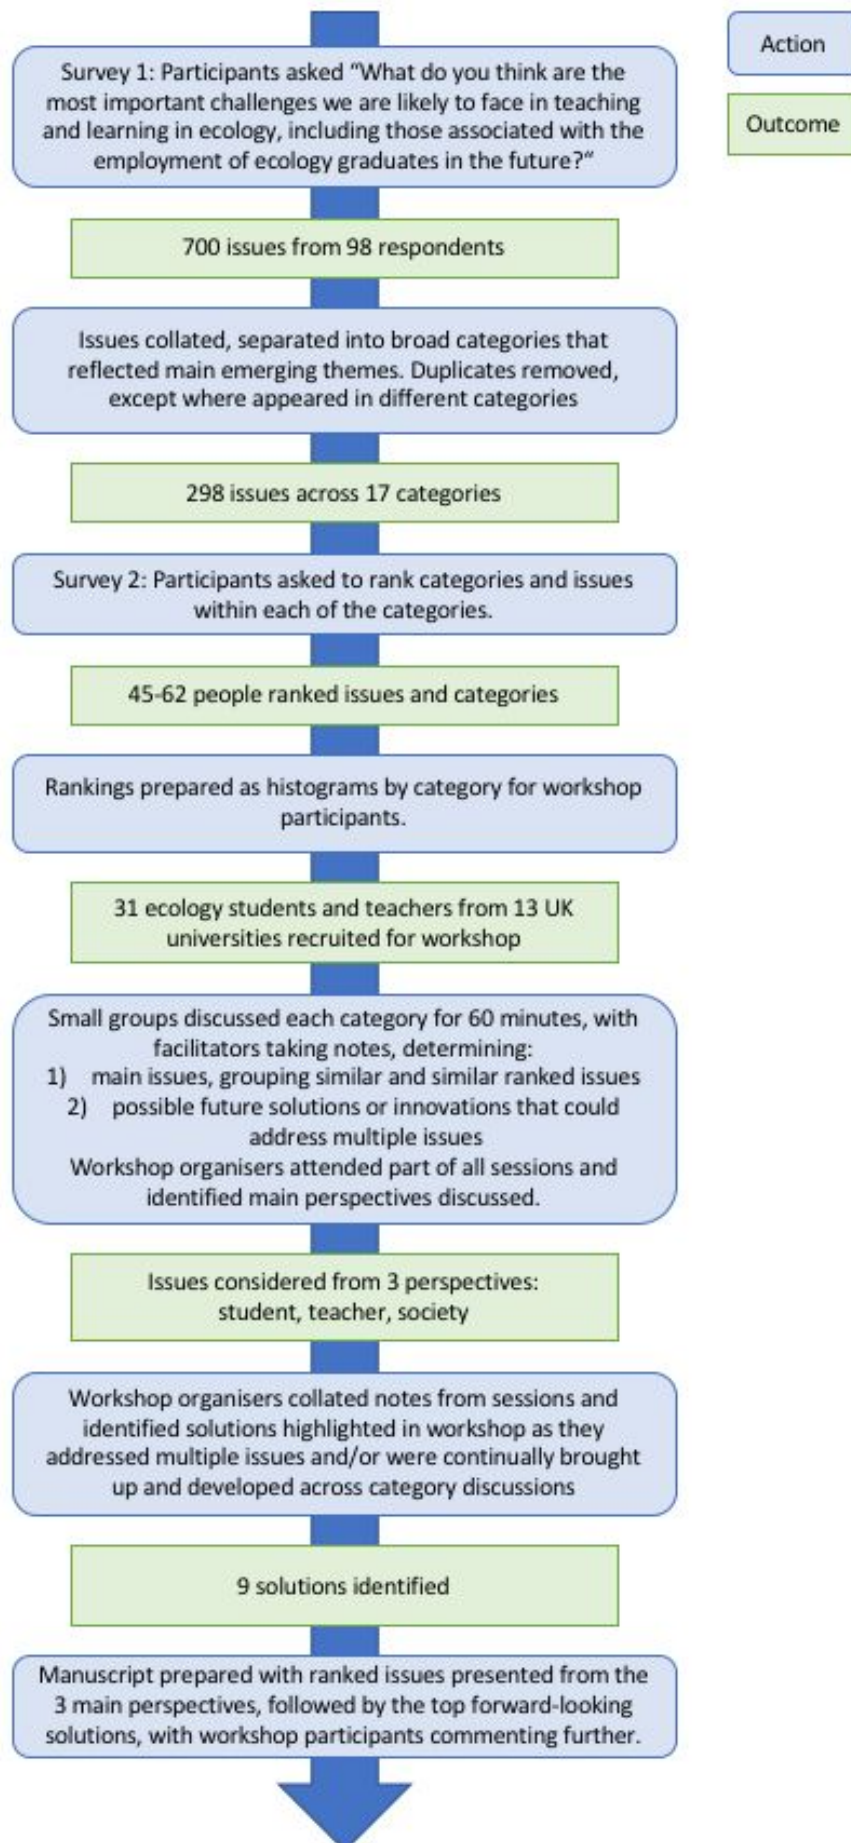 Action
Outcome
Survey 1: Participants asked “What do you think are the
most important challenges we are likely to face in teaching
and learning in ecology, including those associated with the
employment of ecology graduates in the future?“
700 issues from 98 respondents
Issues collated, separated into broad categories that
reflected main emerging themes. Duplicates removed,
except where appeared in different categories
298 issues across 17 categories
Survey 2: Participants asked to rank categories and issues
within each of the categories.
45-62 people ranked issues and categories
Rankings prepared as histograms by category for workshop
participants.
31 ecology students and teachers from 13 UK
universities recruited for workshop
Small groups discussed each category for 60 minutes, with
facilitators taking notes, determining:
1) main issues, grouping similar and similar ranked issues
2) possible future solutions or innovations that could
address multiple issues
Workshop organisers attended part of all sessions and
identified main perspectives discussed.
Issues considered from 3 perspectives:
student, teacher, society
Workshop organisers collated notes from sessions and
identified solutions highlighted in workshop as they
addressed multiple issues and/or were continually brought
up and developed across category discussions
9 solutions identified
Manuscript prepared with ranked issues presented from the
3 main perspectives, followed by the top forward-looking
solutions, with workshop participants commenting further.